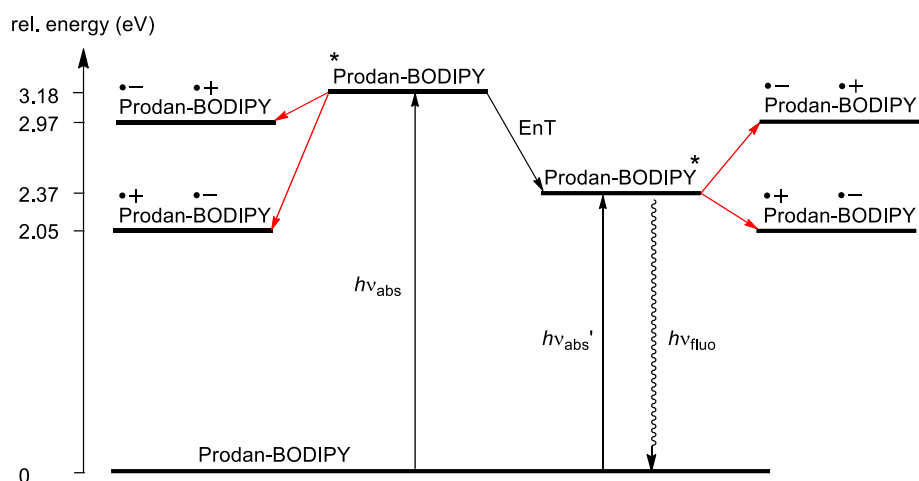 rel. energy (eV)
*
•− •+
Prodan-BODIPY
•− •+
3.18
Prodan-BODIPY
Prodan-BODIPY
2.97
EnT
*
2.37
Prodan-BODIPY
•+ •−
Prodan-BODIPY
•+ •−
Prodan-BODIPY
2.05
hνabs
hνabs'
hνfluo
Prodan-BODIPY
0